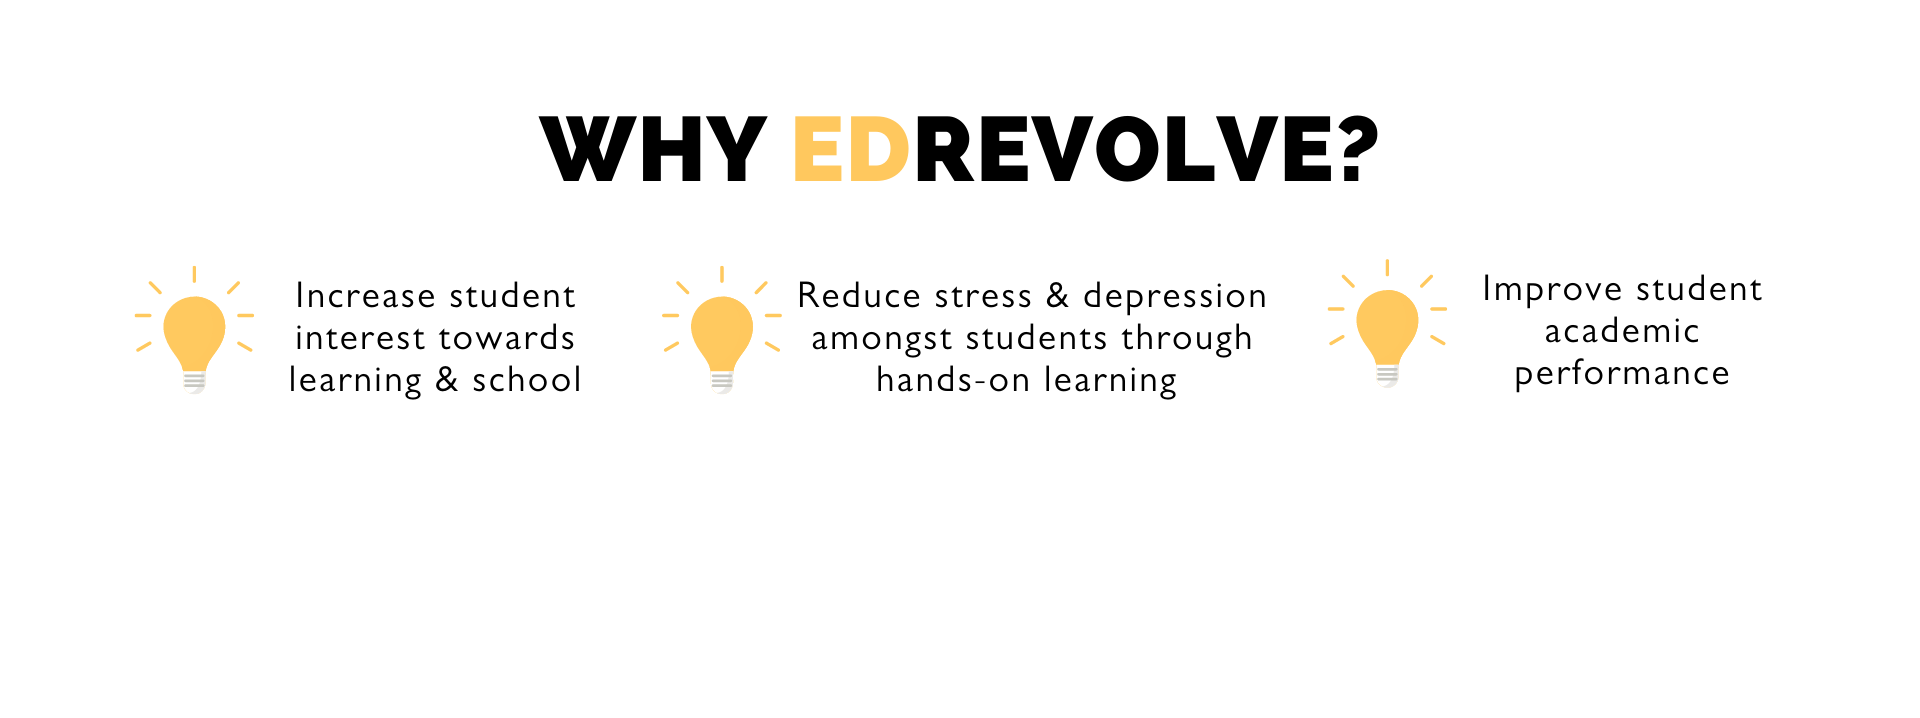 WHY EDREVOLVE?
Increase student
interest towards
learning & school
Reduce stress & depression
amongst students through
hands-on learning
Improve student
academic
performance